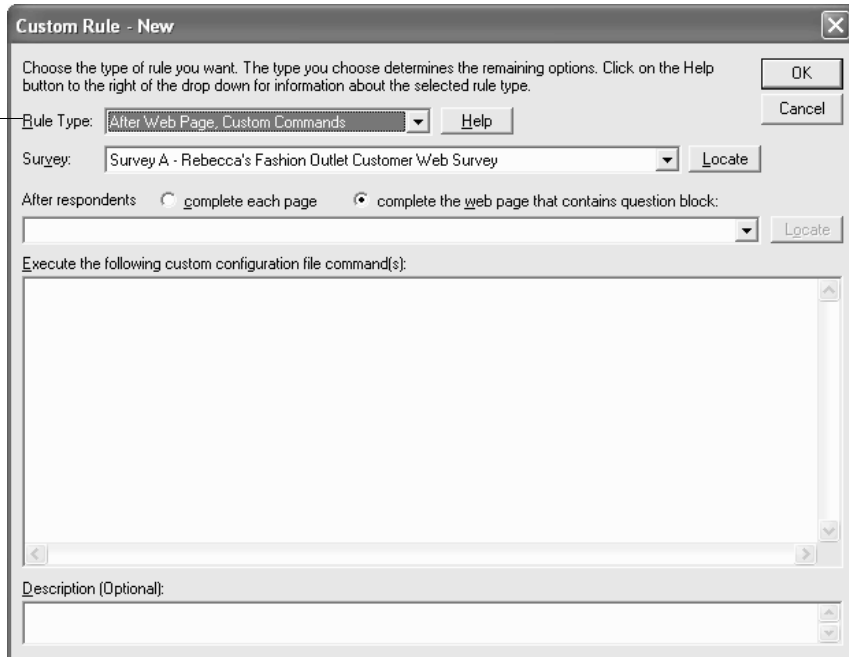 Custom Rule - New
Choose the type of rule you want. The type you choose determines the remaining options. Click on the Help
button to the right of the drop down for information about the selected rule type.
OK
Cancel
Rule Type:
After Web Page, Custom Commands
Help
Survey:
Survey A - Rebecca's Fashion Outlet Customer Web Survey
Locate
After respondents
complete each page
complete the web page that contains question block:
Locate
Execute the following custom configuration file command(s):
Description (Optional):